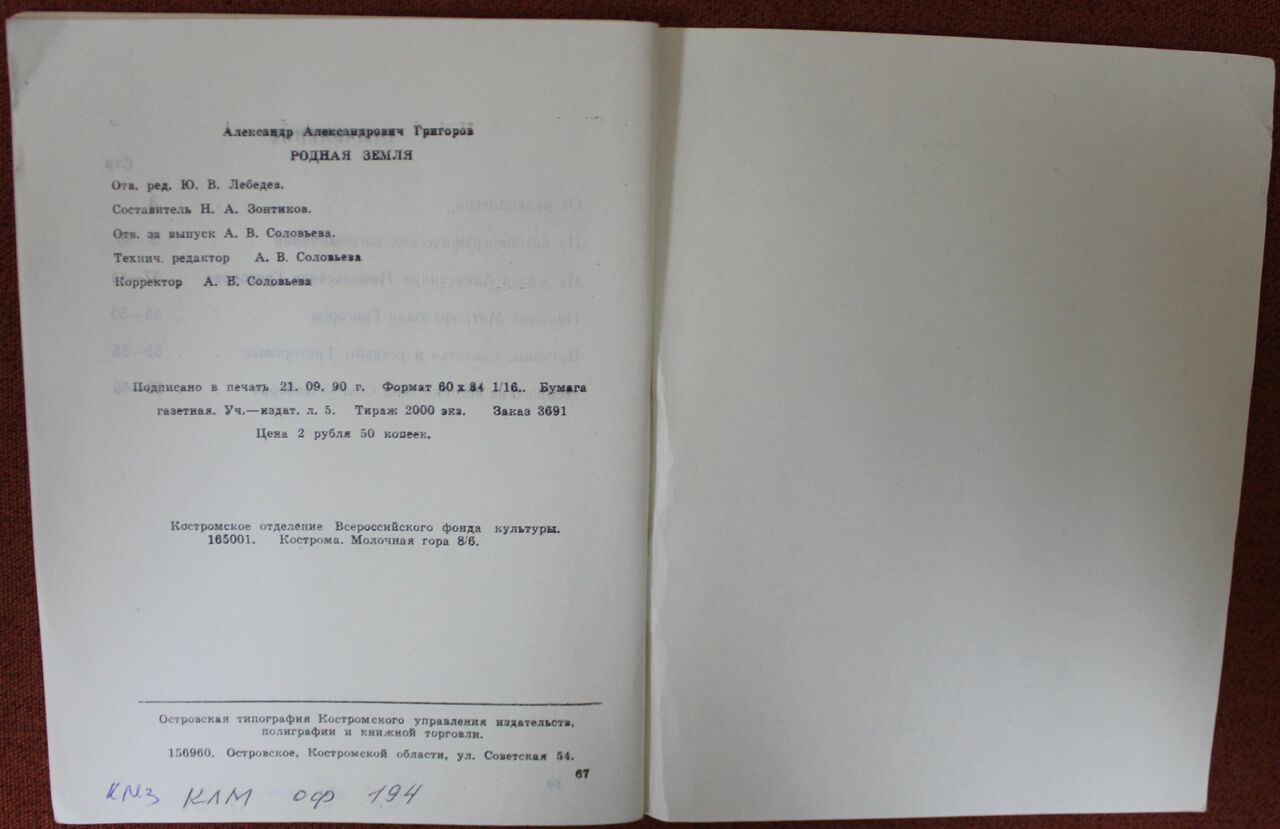 Александр Александрович Григоров
РОДНАЯ ЗЕМЛЯ
Отв. ред. Ю. В. Лебедев.
Составитель Н. А. Зонтиков.
Отв. за выпуск А. В. Соловьева.
Технич. редактор А. В. Соловьева
Корректор А. В. Соловьева
Подписано в печать 21. 09. 90 г. Формат 60 х 84 1/16.. Бумага
газетная. Уч.—издат. л. 5. Тираж 2000 экз. Заказ 3691
Цена 2 рубля 50 копеек.
Костромское отделение Всероссийского фонда культуры.
165001. Кострома. Молочная гора 8/6.
Островская типография Костромского управления издательств,
полиграфии и книжной торговли.
156960. Островское, Костромской области, ул. Советская 54.
67
КМЗ КЛМ ОФ 194